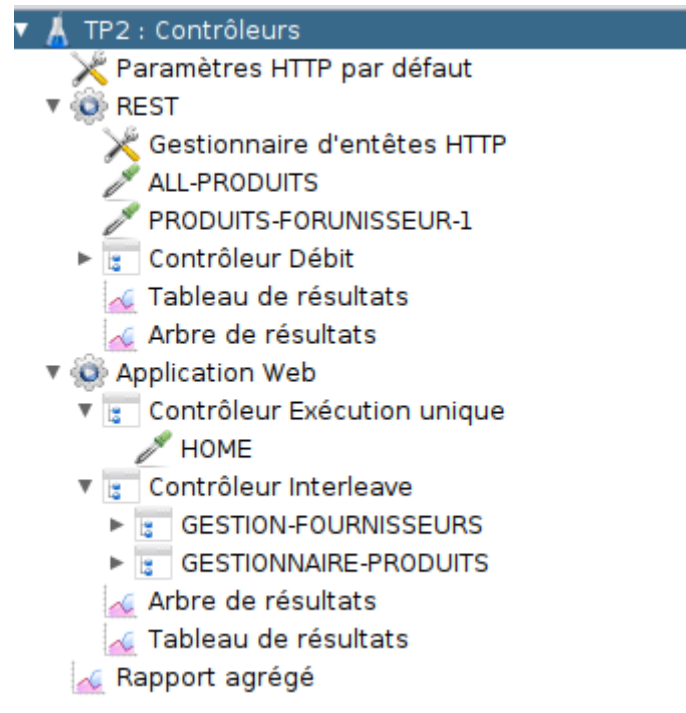 TP2 : Contrôleurs
Paramètres HTTP par défaut
REST
Gestionnaire d'entêtes HTTP
ALL-PRODUITS
PRODUITS-FORUNISSEUR-1
Contrôleur Débit
Tableau de résultats
Arbre de résultats
Application Web
Contrôleur Exécution unique
HOME
Contrôleur Interleave
GESTION-FOURNISSEURS
GESTIONNAIRE-PRODUITS
Arbre de résultats
Tableau de résultats
Rapport agrégé